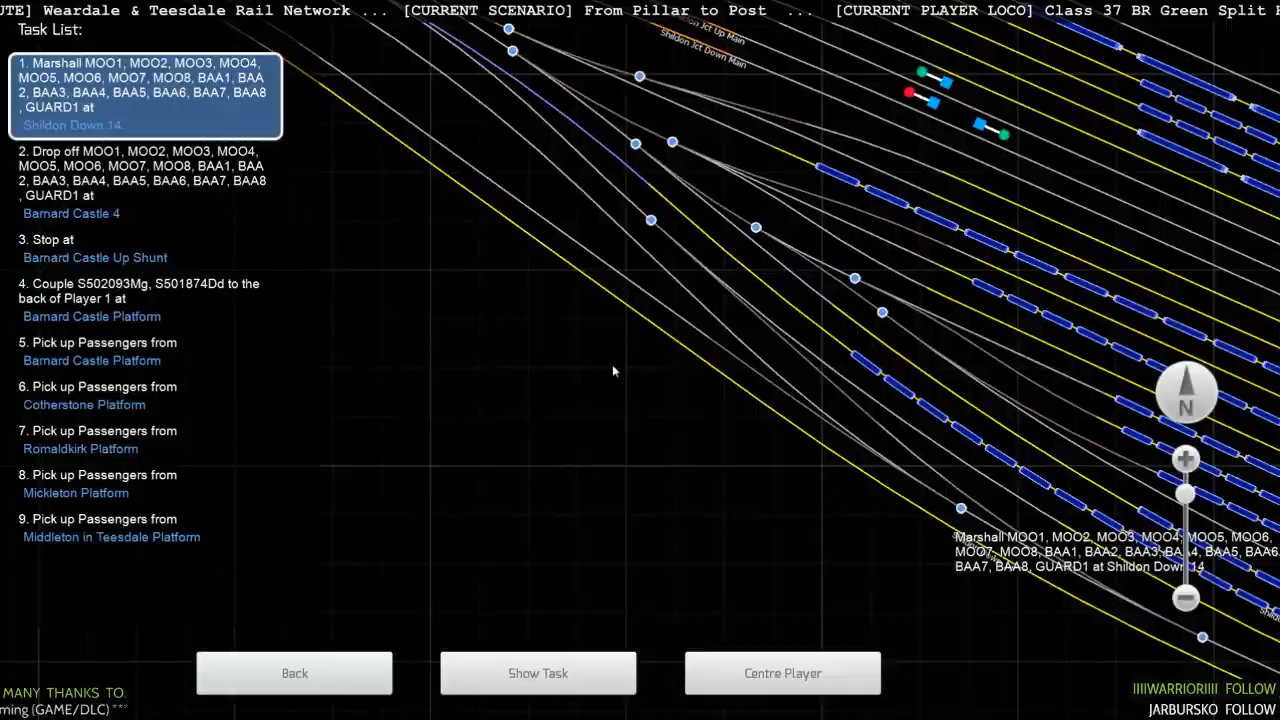 UTE] Weardale & Teesdale Rail Network ... [CURRENT SCENARIO] From Pillar to Post ... [CURRENT PLAYER LOCO] Class 37 BR Green Split
Task List:
1. Marshall MOO1, MOO2, MOO3, MOO4,
MOO5, MOO6, MOO7, MOO8, BAA1, BAA
2, BAA3, BAA4, BAA5, BAA6, BAA7, BAA8
, GUARD1 at
Shildon Down 14
2. Drop off MOO1, MOO2, MOO3, MOO4,
MOO5, MOO6, MOO7, MOO8, BAA1, BAA
2, BAA3, BAA4, BAA5, BAA6, BAA7, BAA8
, GUARD1 at
Barnard Castle 4
3. Stop at
Barnard Castle Up Shunt
4. Couple S502093Mg, S501874Dd to the
back of Player 1 at
Barnard Castle Platform
5. Pick up Passengers from
Barnard Castle Platform
6. Pick up Passengers from
Cotherstone Platform
7. Pick up Passengers from
Romaldkirk Platform
8. Pick up Passengers from
Mickleton Platform
9. Pick up Passengers from
Middleton in Teesdale Platform
Shildon Jct Up Main
Shildon Jct Down Main
N
Marshall MOO1, MOO2, MOO3, MOO4, MOO5, MOO6,
MOO7, MOO8, BAA1, BAA2, BAA3, BAA4, BAA5, BAA6
BAA7, BAA8, GUARD1 at Shildon Down 14
Back
Show Task
Centre Player
MANY THANKS TO.
ming (GAME/DLC) ***
IIIIWARRIORIIII FOLLOW
JARBURSKO FOLLOW